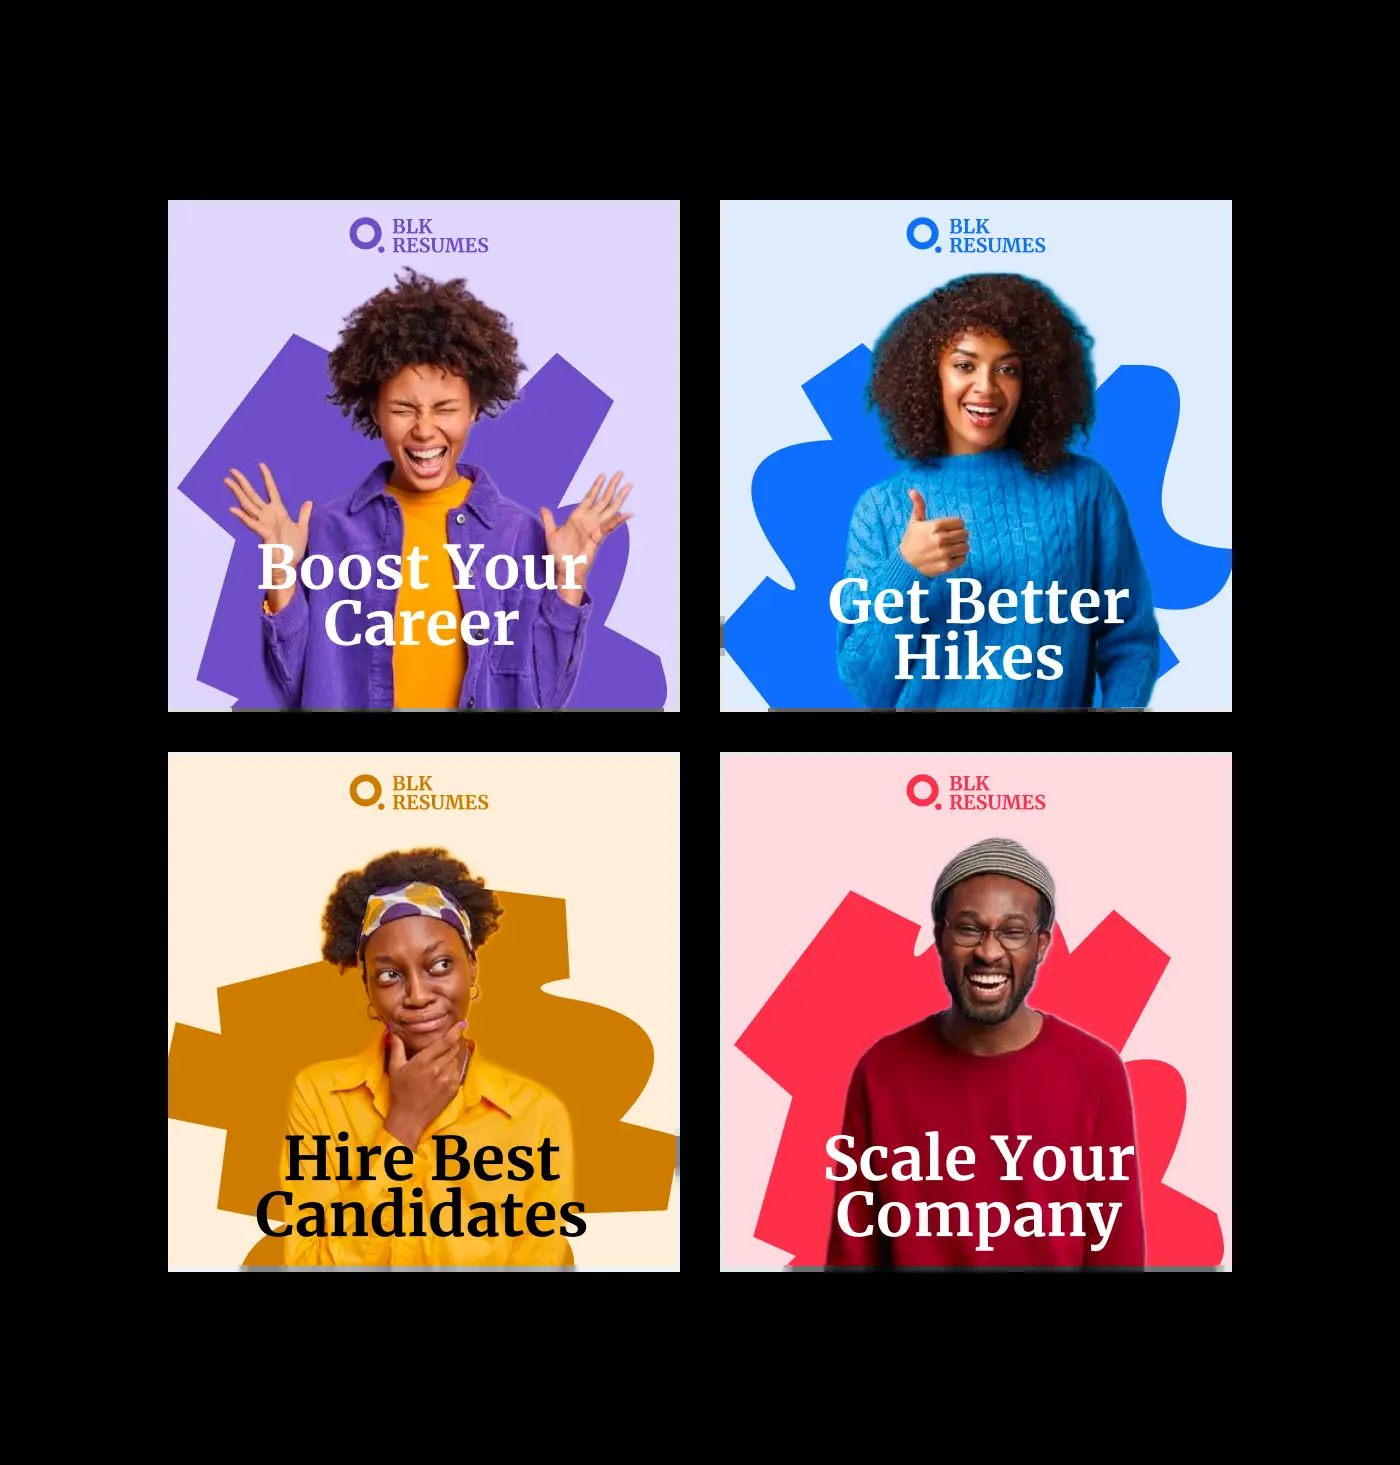 BLK
RESUMES
Boost Your
Career
BLK
RESUMES
Get Better
Hikes
BLK
RESUMES
Hire Best
Candidates
BLK
RESUMES
Scale Your
Company